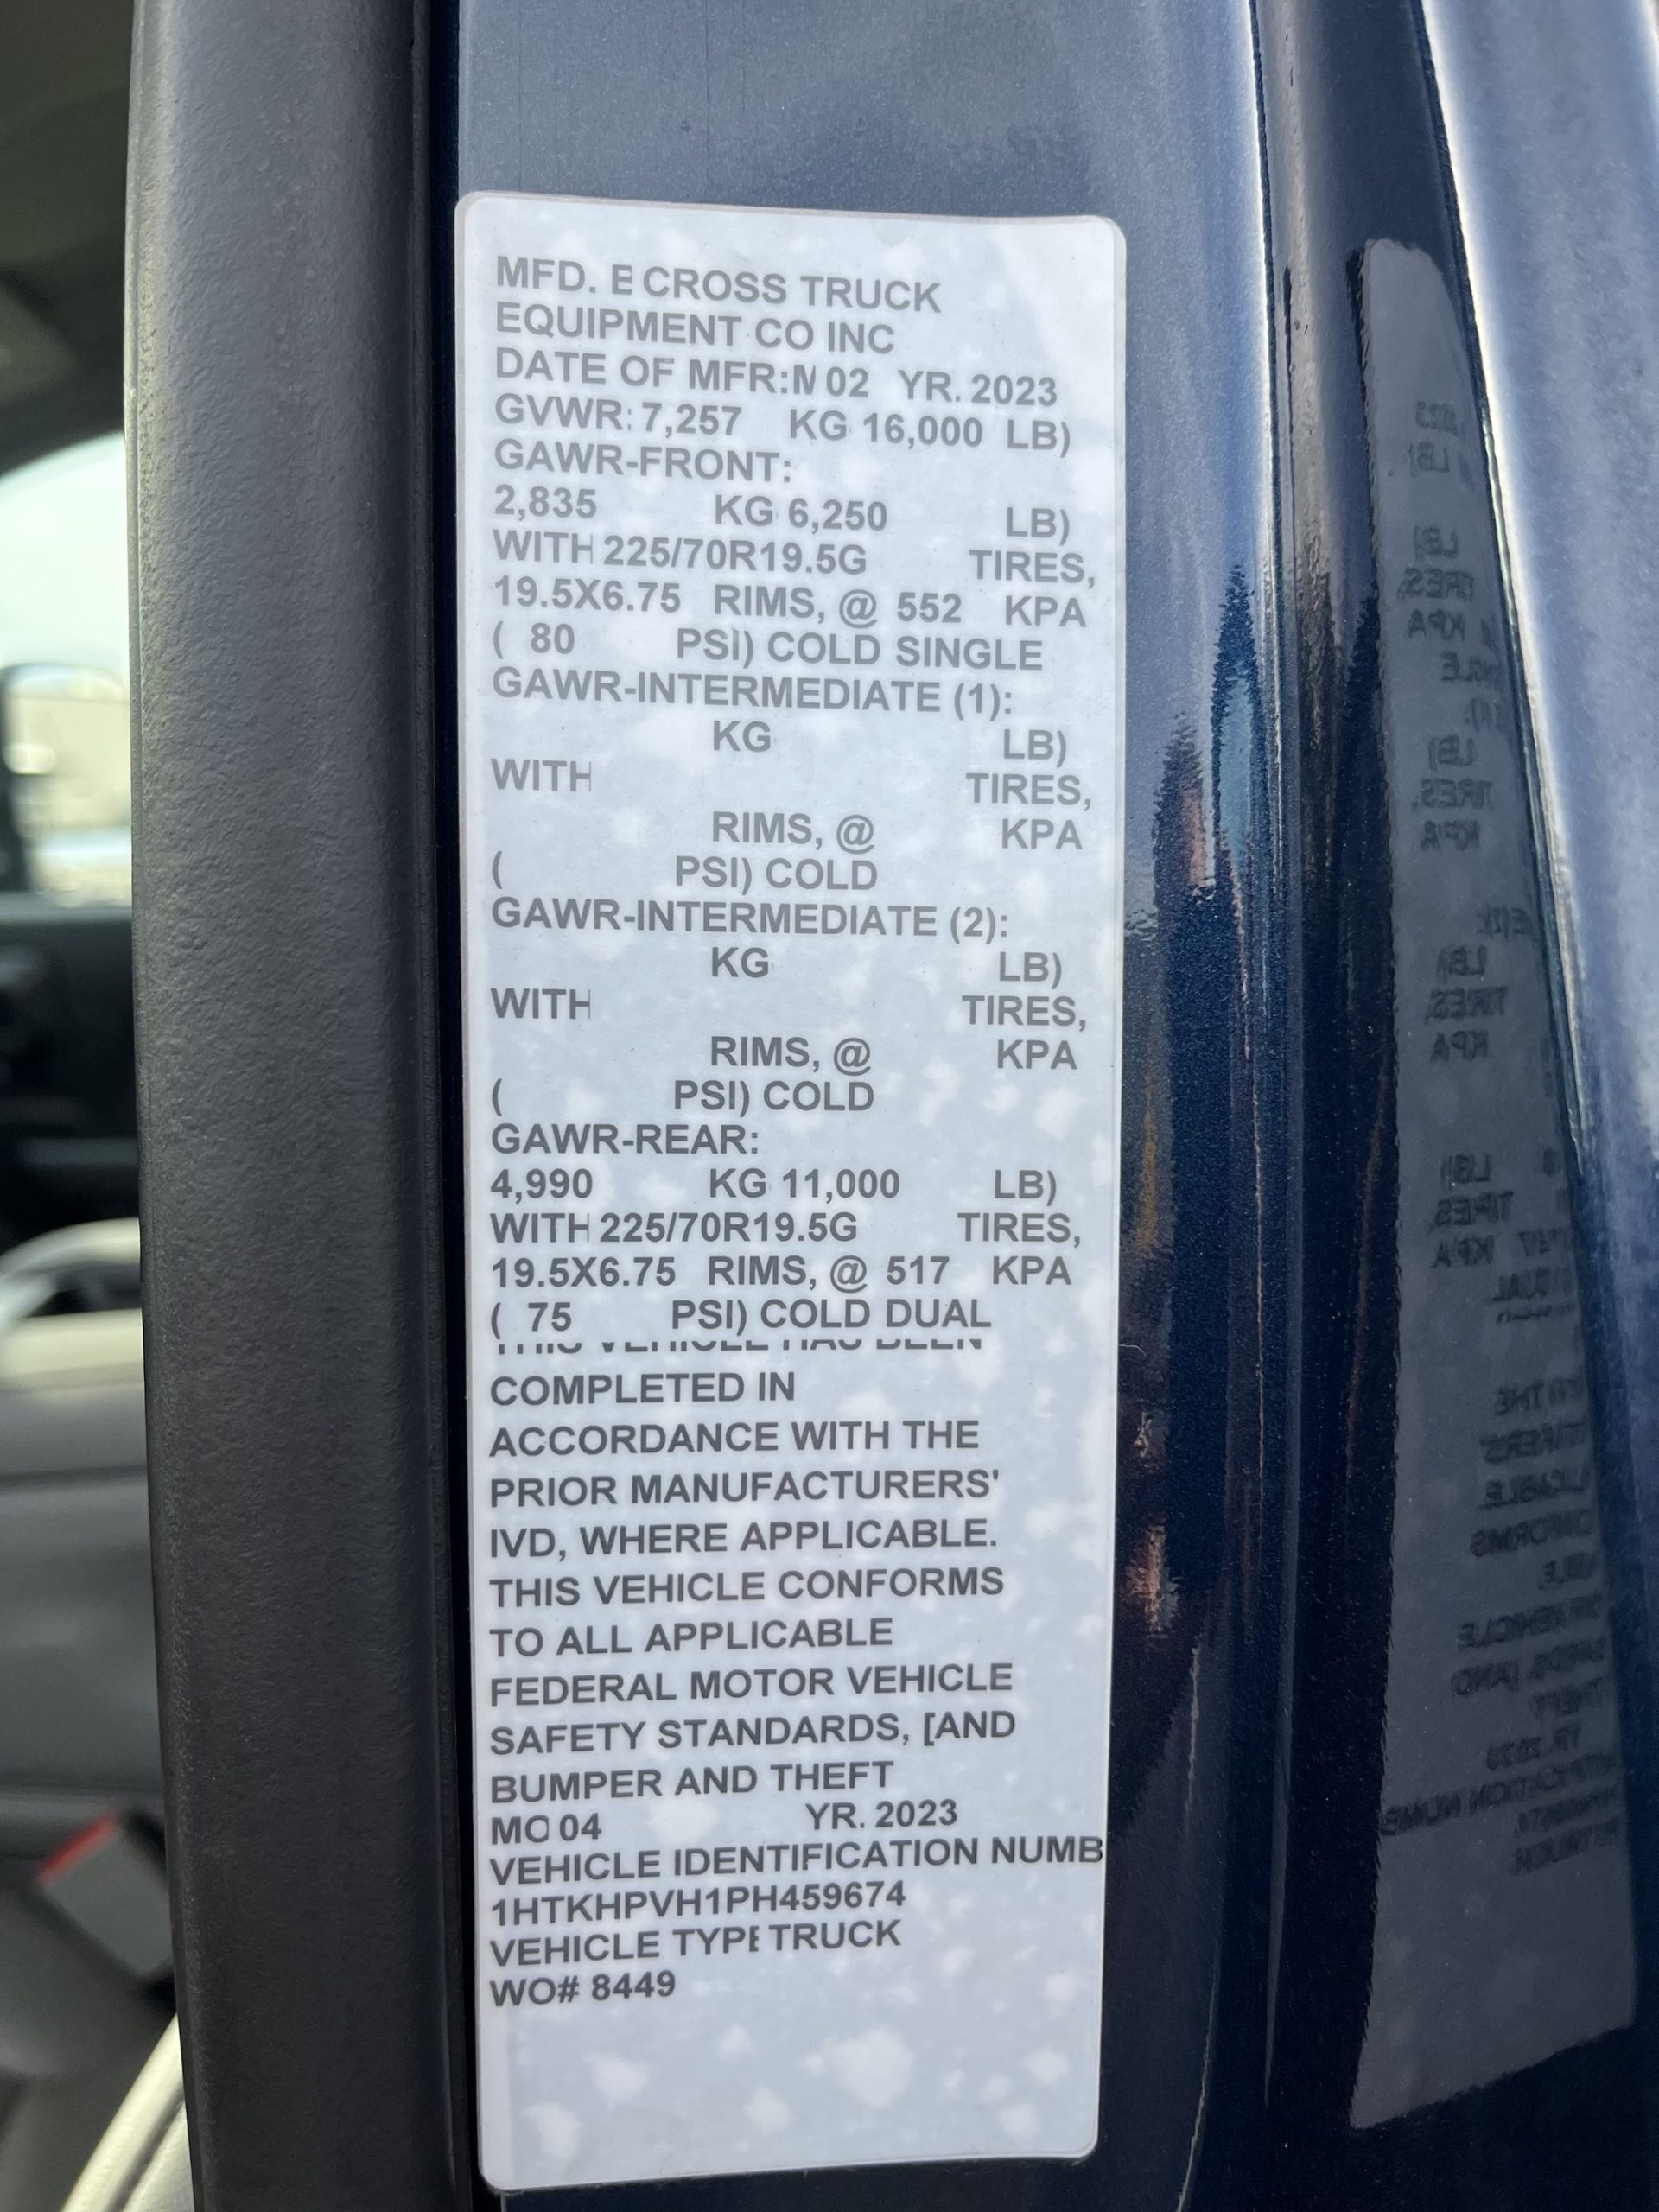 MFD. B CROSS TRUCK
EQUIPMENT CO INC
DATE OF MFR:M 02 YR. 2023
GVWR: 7,257 KG 16,000 LB)
GAWR-FRONT:
2,835 KG 6,250 LB)
WITH 225/70R19.5G TIRES,
19.5X6.75 RIMS, @ 552 KPA
( 80 PSI) COLD SINGLE
GAWR-INTERMEDIATE (1):
KG LB)
WITH TIRES,
RIMS, @ KPA
( PSI) COLD
GAWR-INTERMEDIATE (2):
KG LB)
WITH TIRES,
RIMS, @ KPA
( PSI) COLD
GAWR-REAR:
4,990 KG 11,000 LB)
WITH 225/70R19.5G TIRES,
19.5X6.75 RIMS, @ 517 KPA
( 75 PSI) COLD DUAL
THIS VEHICLE HAS BEEN
COMPLETED IN
ACCORDANCE WITH THE
PRIOR MANUFACTURERS'
IVD, WHERE APPLICABLE.
THIS VEHICLE CONFORMS
TO ALL APPLICABLE
FEDERAL MOTOR VEHICLE
SAFETY STANDARDS, [AND
BUMPER AND THEFT
MO 04 YR. 2023
VEHICLE IDENTIFICATION NUMB
1HTKHPVH1PH459674
VEHICLE TYPE TRUCK
WO# 8449